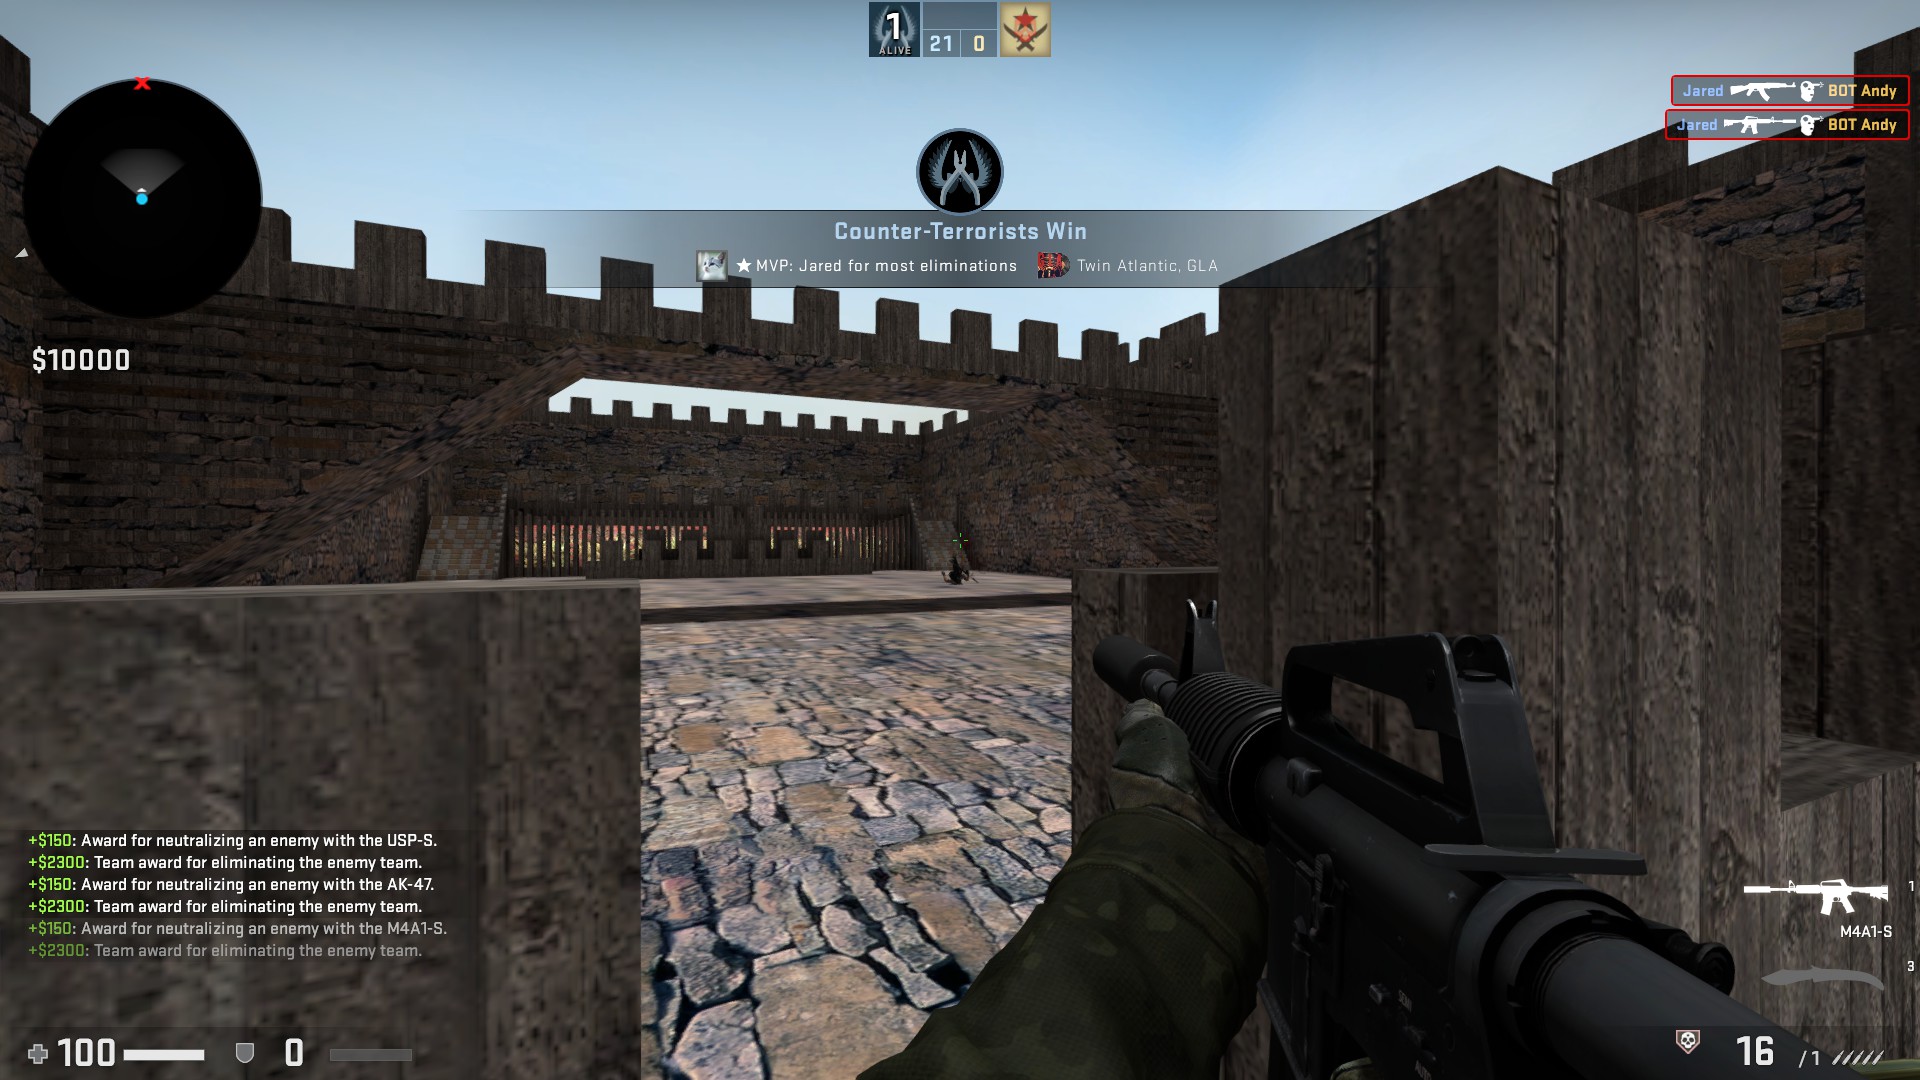 1
ALIVE
21 0
Jared BOT Andy
Jared BOT Andy
Counter-Terrorists Win
MVP: Jared for most eliminations Twin Atlantic, GLA
$10000
+$150: Award for neutralizing an enemy with the USP-S.
+$2300: Team award for eliminating the enemy team.
+$150: Award for neutralizing an enemy with the AK-47.
+$2300: Team award for eliminating the enemy team.
+$150: Award for neutralizing an enemy with the M4A1-S.
+$2300: Team award for eliminating the enemy team.
1
M4A1-S
3
100 0
16 / 1